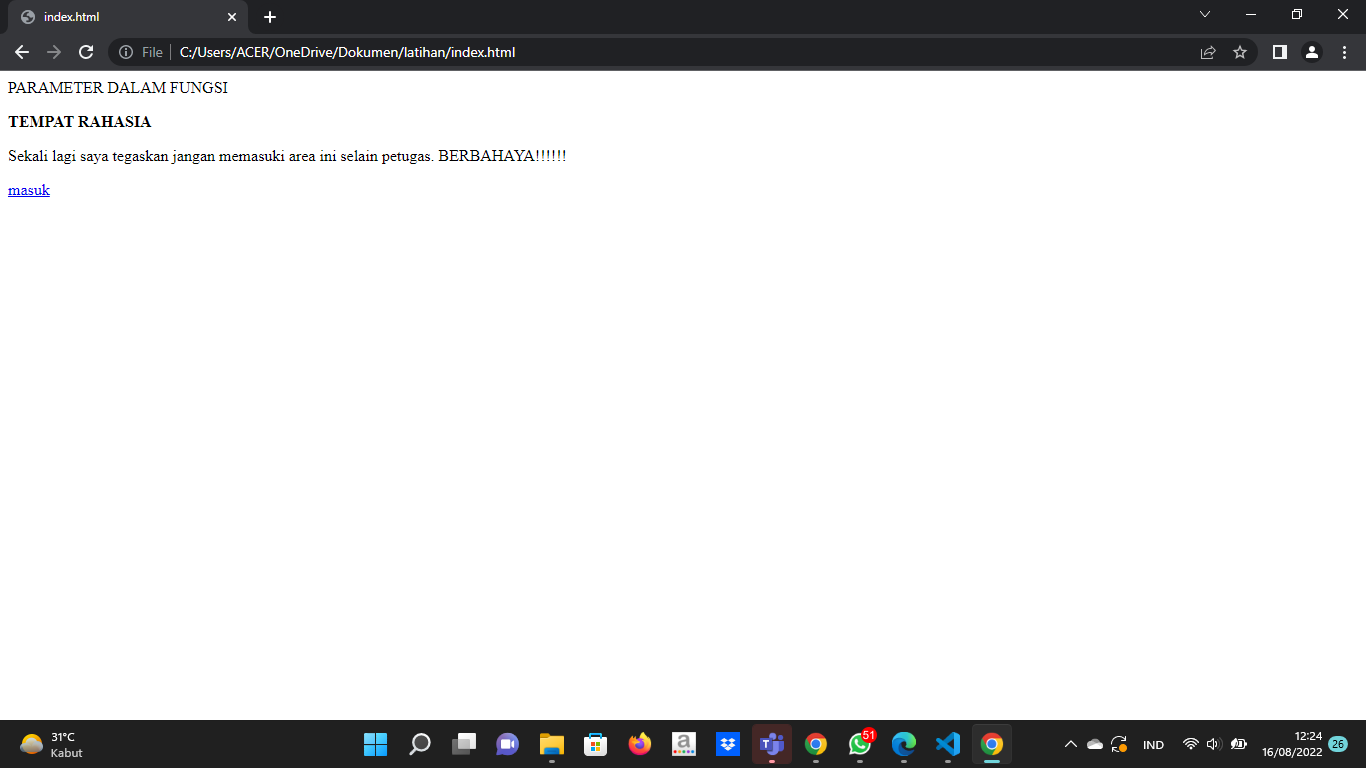 index.html
File
C:/Users/ACER/OneDrive/Dokumen/latihan/index.html
PARAMETER DALAM FUNGSI
TEMPAT RAHASIA
Sekali lagi saya tegaskan jangan memasuki area ini selain petugas. BERBAHAYA!!!!!!
masuk
31°C
Kabut
a
51
IND
12:24
16/08/2022
26